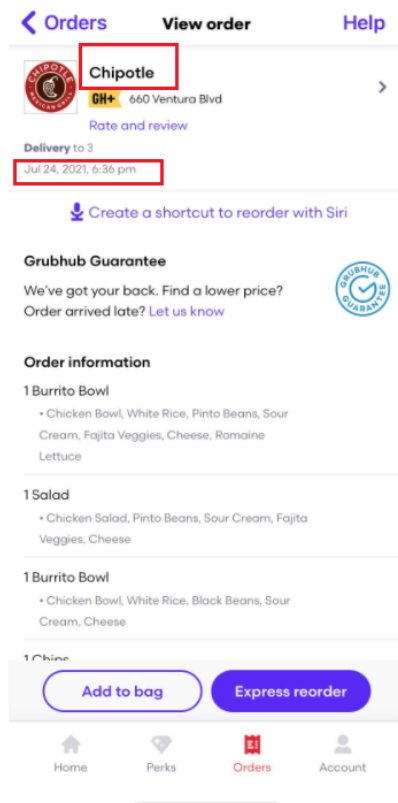 Orders View order Help
CHIPOTLE
MEXICAN GRILL
Chipotle
GH+ 660 Ventura Blvd
Rate and review
Delivery to 3
Jul 24, 2021, 6:36 pm
Create a shortcut to reorder with Siri
Grubhub Guarantee
We've got your back. Find a lower price?
Order arrived late? Let us know
GRUBHUB
GUARANTEE
Order information
1 Burrito Bowl
• Chicken Bowl, White Rice, Pinto Beans, Sour
Cream, Fajita Veggies, Cheese, Romaine
Lettuce
1 Salad
• Chicken Salad, Pinto Beans, Sour Cream, Fajita
Veggies, Cheese
1 Burrito Bowl
• Chicken Bowl, White Rice, Black Beans, Sour
Cream, Cheese
1 Chips
Add to bag Express reorder
Home Perks Orders Account